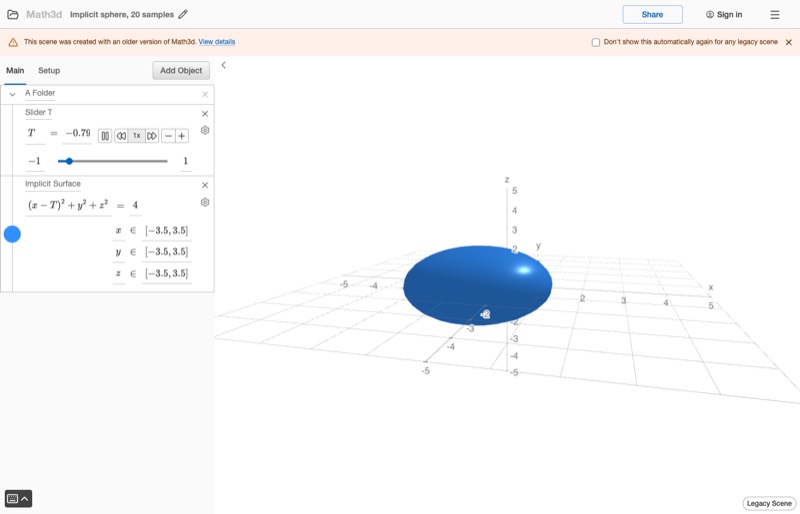 Math3d Implicit sphere, 20 samples Share Sign in
This scene was created with an older version of Math3d. View details Don't show this automatically again for any legacy scene
Main Setup Add Object
A Folder
Slider T
T = −0.79 1x − +
−1 1
Implicit Surface
(x − T)² + y² + z² = 4
x ∈ [−3.5, 3.5]
y ∈ [−3.5, 3.5]
z ∈ [−3.5, 3.5]
z
5
4
3
2
y
x
-5 -4 2 3 4 5
-2
-3
-4
-5
-2
-3
-4
-5
Legacy Scene